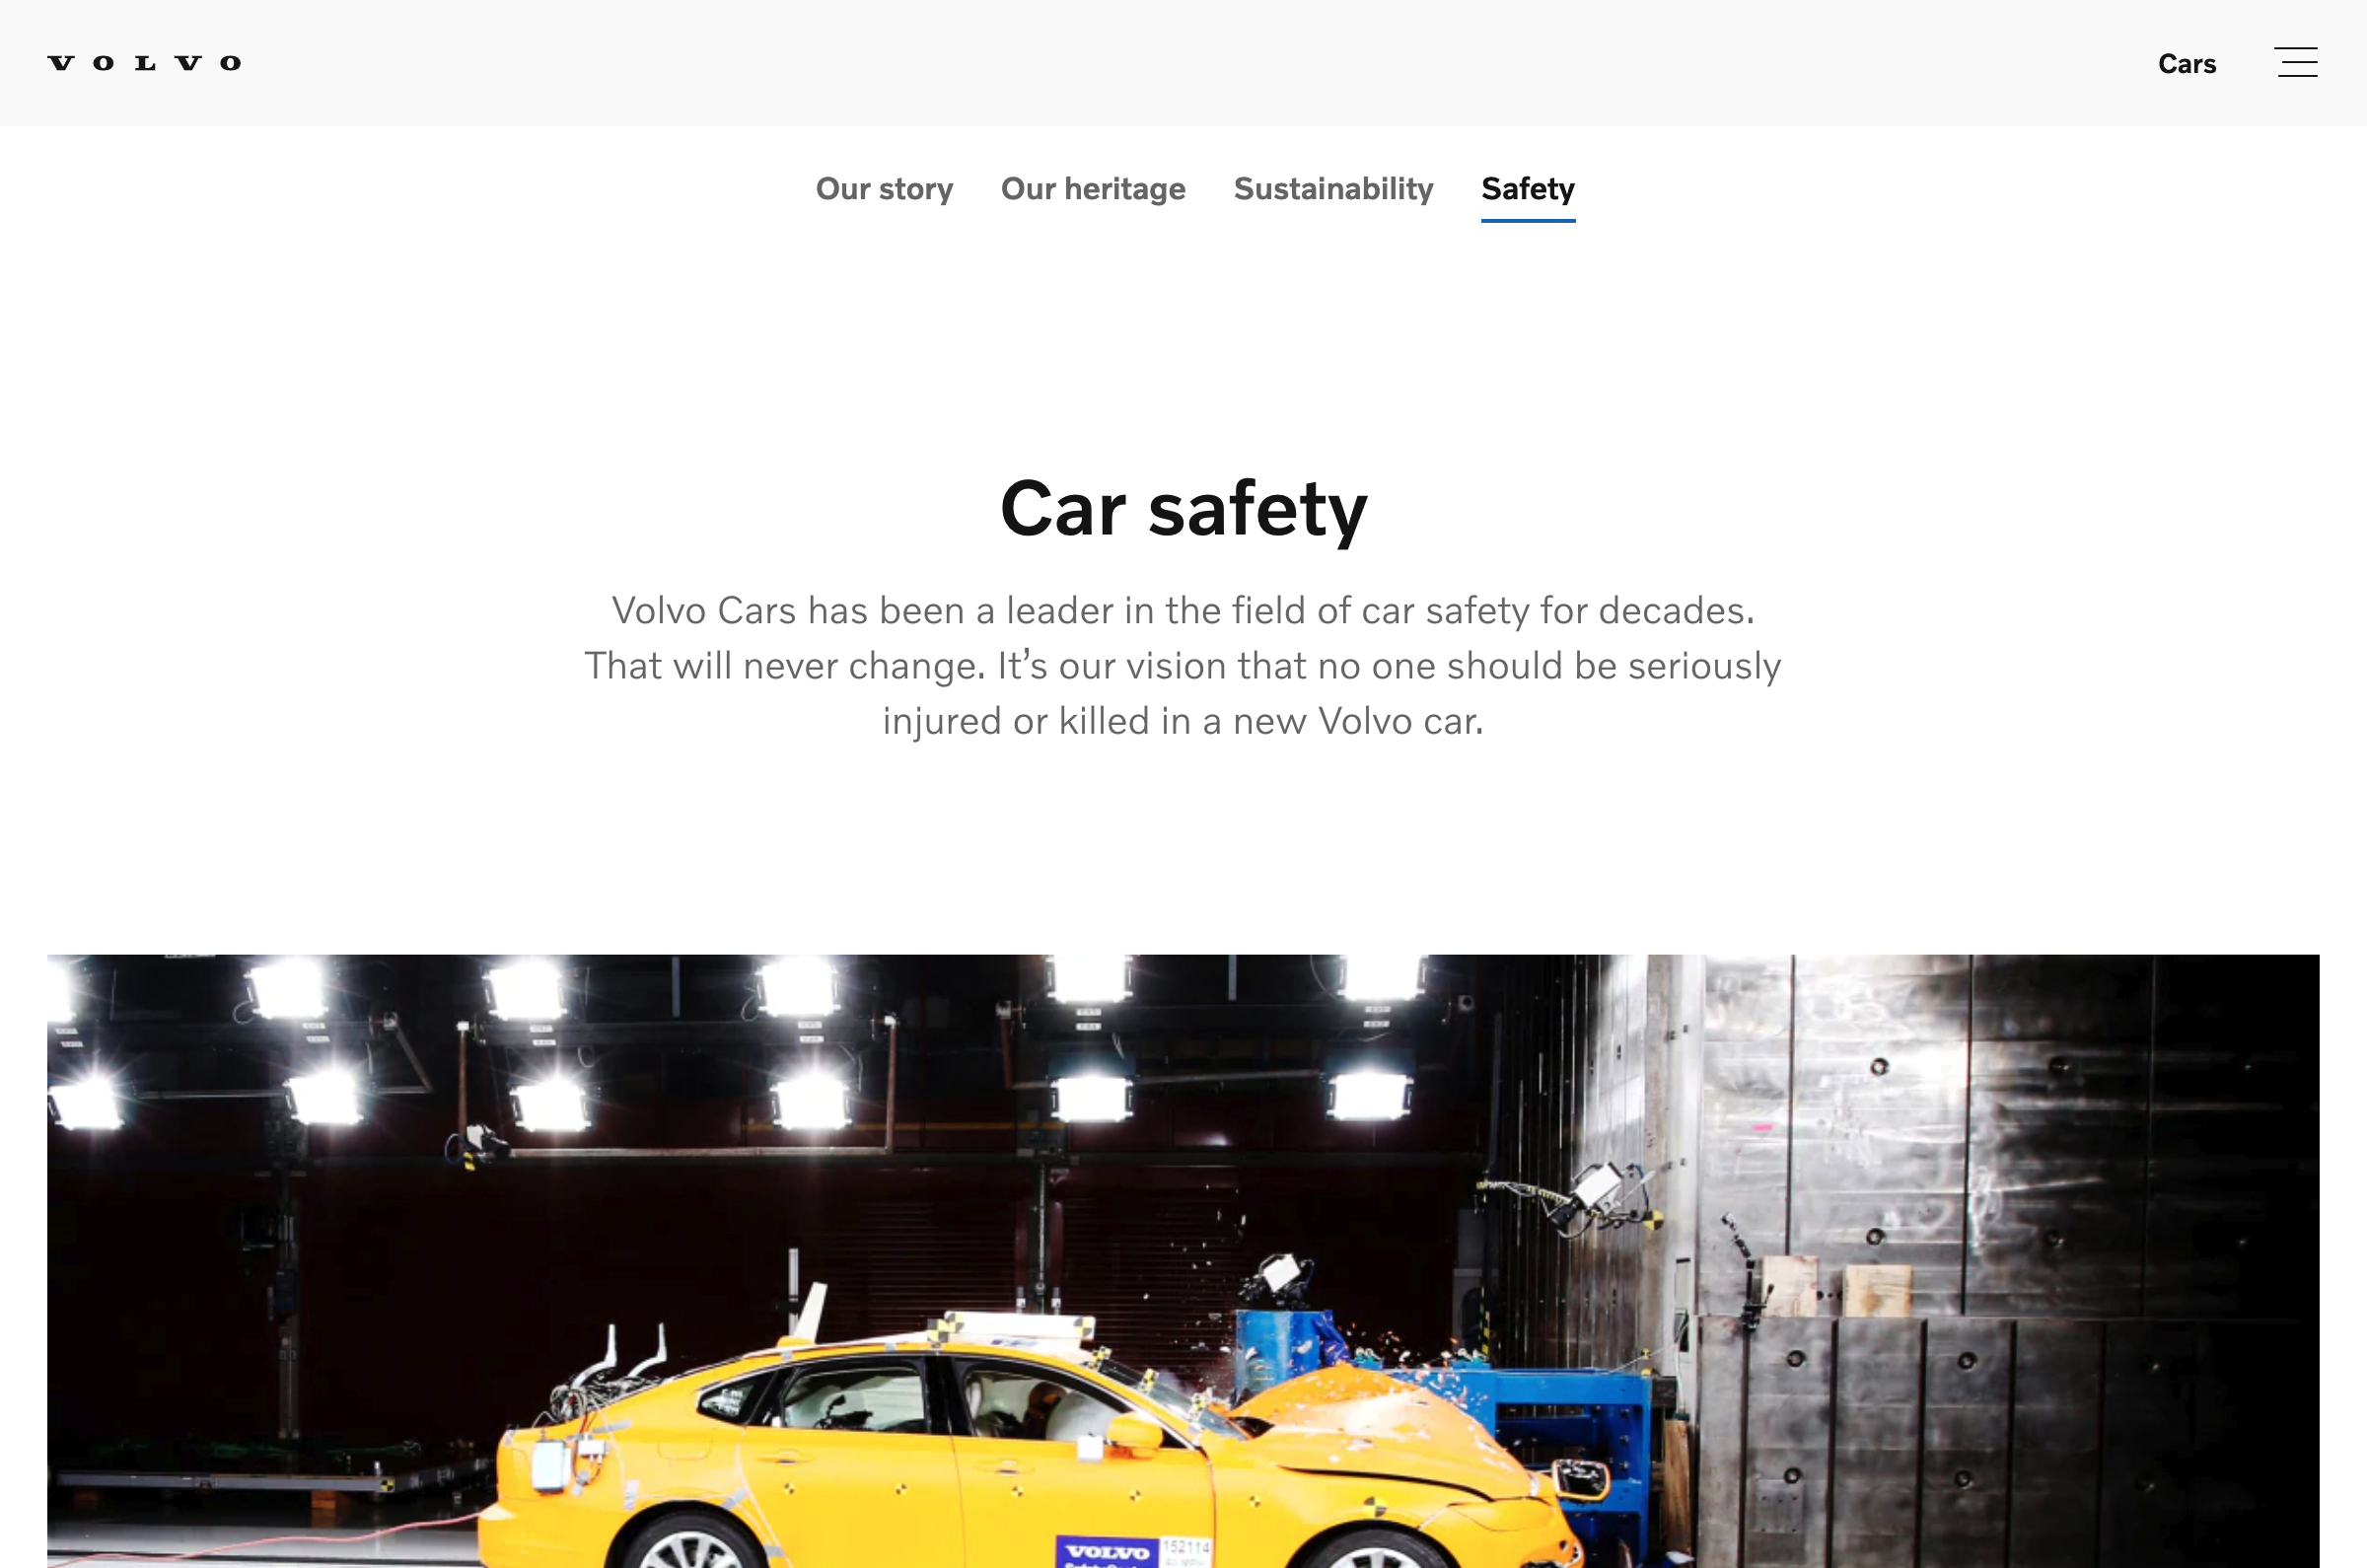 VOLVO
Cars
Our story Our heritage Sustainability Safety
Car safety
Volvo Cars has been a leader in the field of car safety for decades.
That will never change. It’s our vision that no one should be seriously
injured or killed in a new Volvo car.
VOLVO
152114